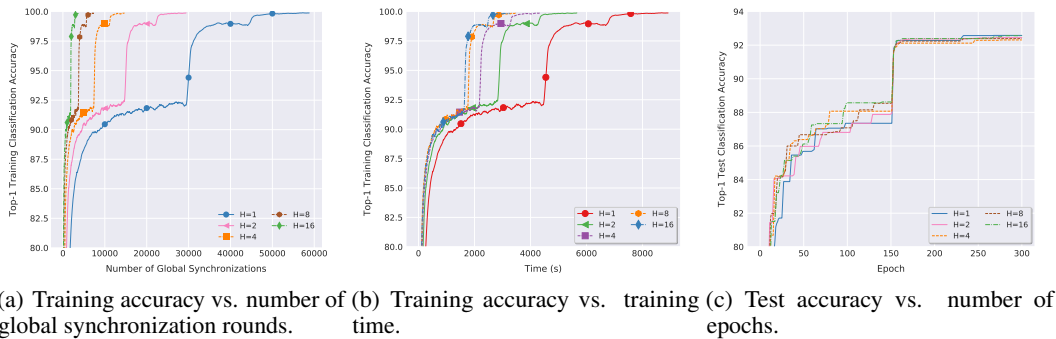 100.0
97.5
95.0
92.5
90.0
87.5
85.0
82.5
80.0
Top-1 Training Classification Accuracy
0 10000 20000 30000 40000 50000 60000
Number of Global Synchronizations
H=1 H=8
H=2 H=16
H=4
100.0
97.5
95.0
92.5
90.0
87.5
85.0
82.5
80.0
Top-1 Training Classification Accuracy
0 2000 4000 6000 8000
Time (s)
H=1 H=8
H=2 H=16
H=4
94
92
90
88
86
84
82
80
Top-1 Test Classification Accuracy
0 50 100 150 200 250 300
Epoch
H=1 H=8
H=2 H=16
H=4
(a) Training accuracy vs. number of
global synchronization rounds.
(b) Training accuracy vs. training
time.
(c) Test accuracy vs. number of
epochs.